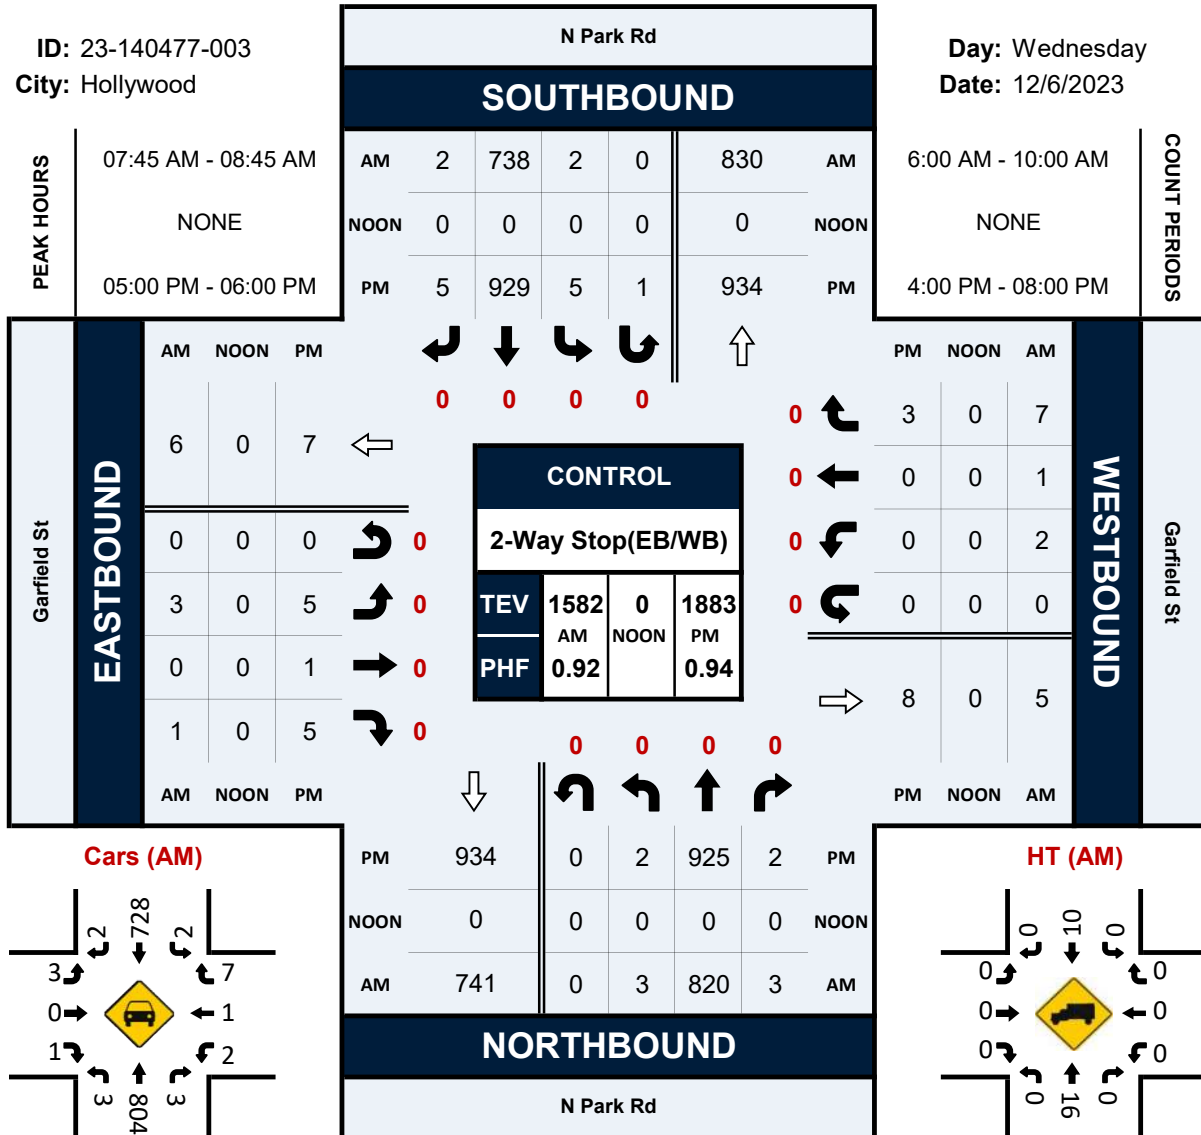 N Park Rd
ID: 23-140477-003
Day: Wednesday
City: Hollywood
Date: 12/6/2023
SOUTHBOUND
PEAK HOURS
07:45 AM - 08:45 AM
NONE
05:00 PM - 06:00 PM
AM 2 738 2 0 830 AM
NOON 0 0 0 0 0 NOON
PM 5 929 5 1 934 PM
6:00 AM - 10:00 AM
NONE
4:00 PM - 08:00 PM
COUNT PERIODS
0 0 0 0
Garfield St
EASTBOUND
AM NOON PM
6 0 7
0 0 0 0
3 0 5 0
0 0 1 0
1 0 5 0
AM NOON PM
CONTROL
2-Way Stop(EB/WB)
TEV 1582 0 1883
AM NOON PM
PHF 0.92 0.94
PM NOON AM
0 3 0 7
0 0 0 1
0 0 0 2
0 0 0 0
8 0 5
PM NOON AM
WESTBOUND
Garfield St
0 0 0 0
PM 934 0 2 925 2 PM
NOON 0 0 0 0 0 NOON
AM 741 0 3 820 3 AM
NORTHBOUND
N Park Rd
Cars (AM)
2 728 2
3 7
0 1
1 2
3 804 3
HT (AM)
0 10 0
0 0
0 0
0 0
0 16 0